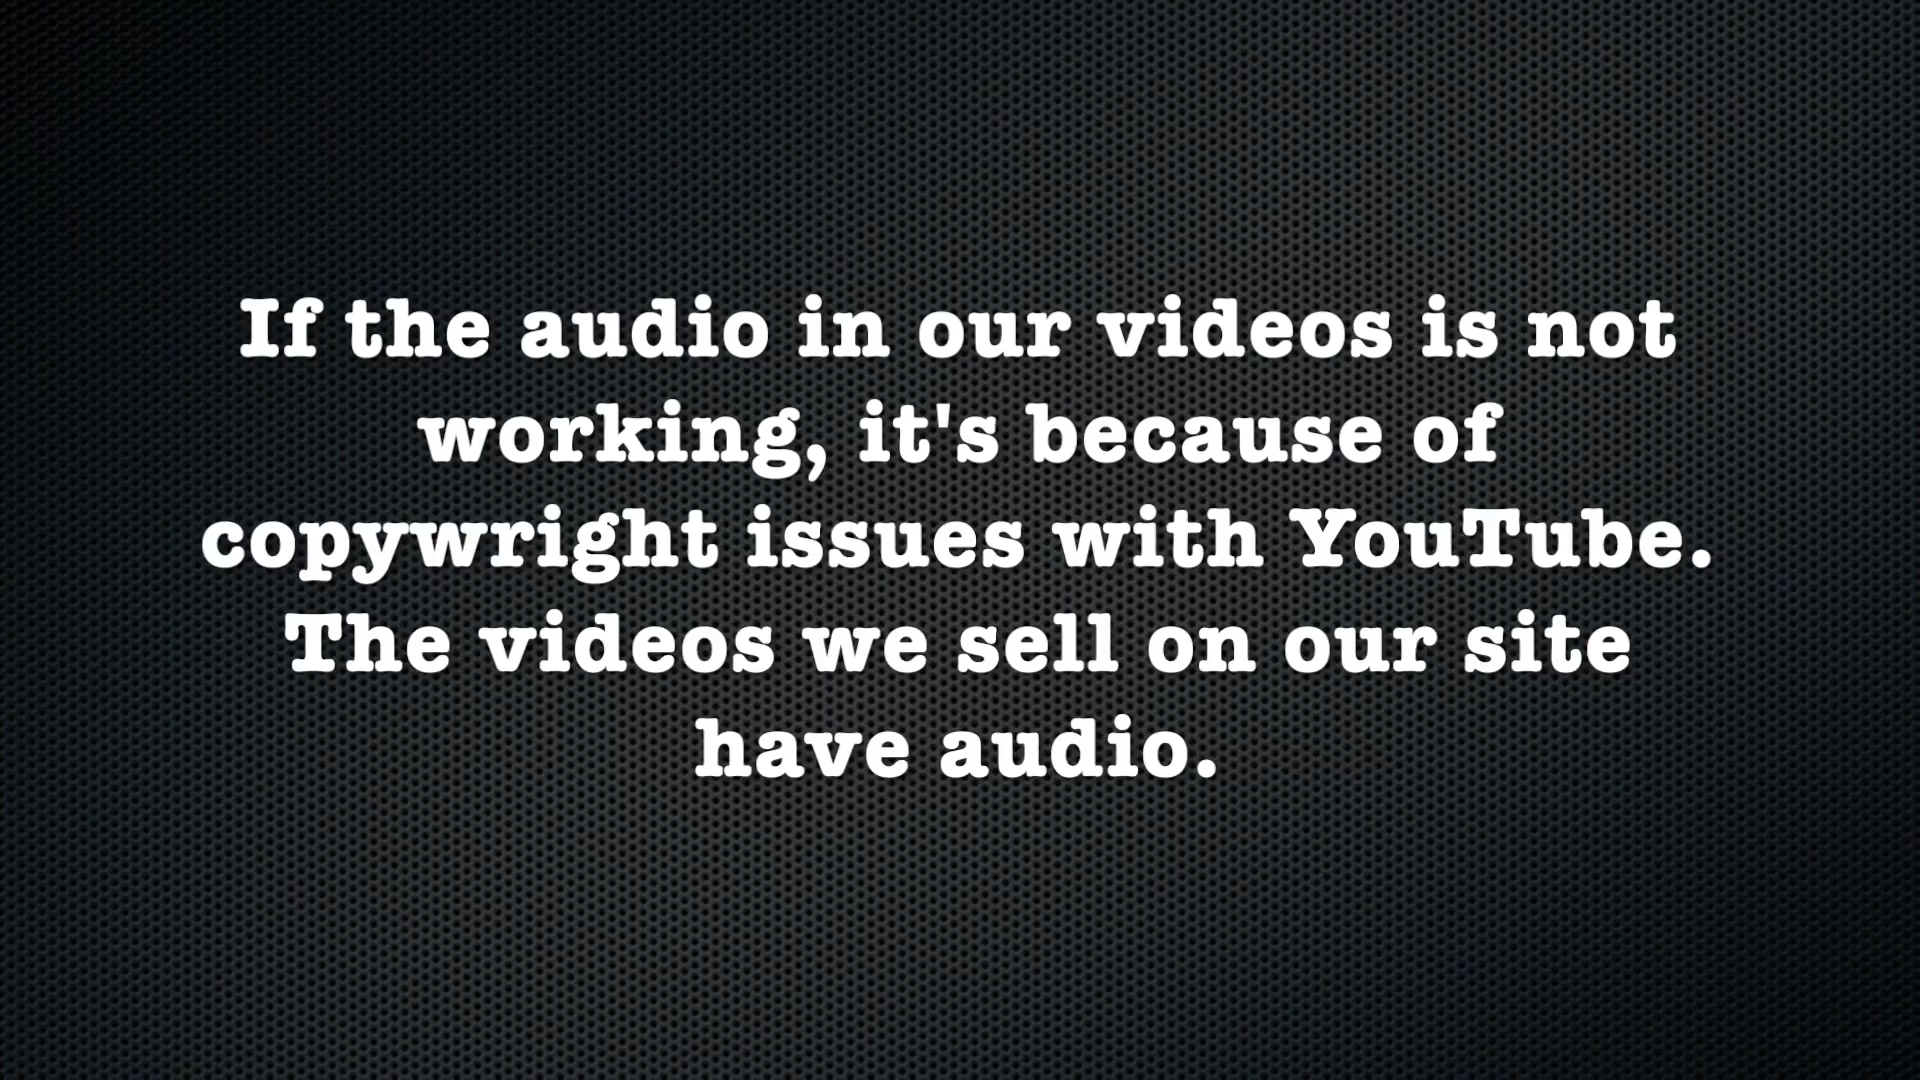 If the audio in our videos is not
working, it's because of
copywright issues with YouTube.
The videos we sell on our site
have audio.